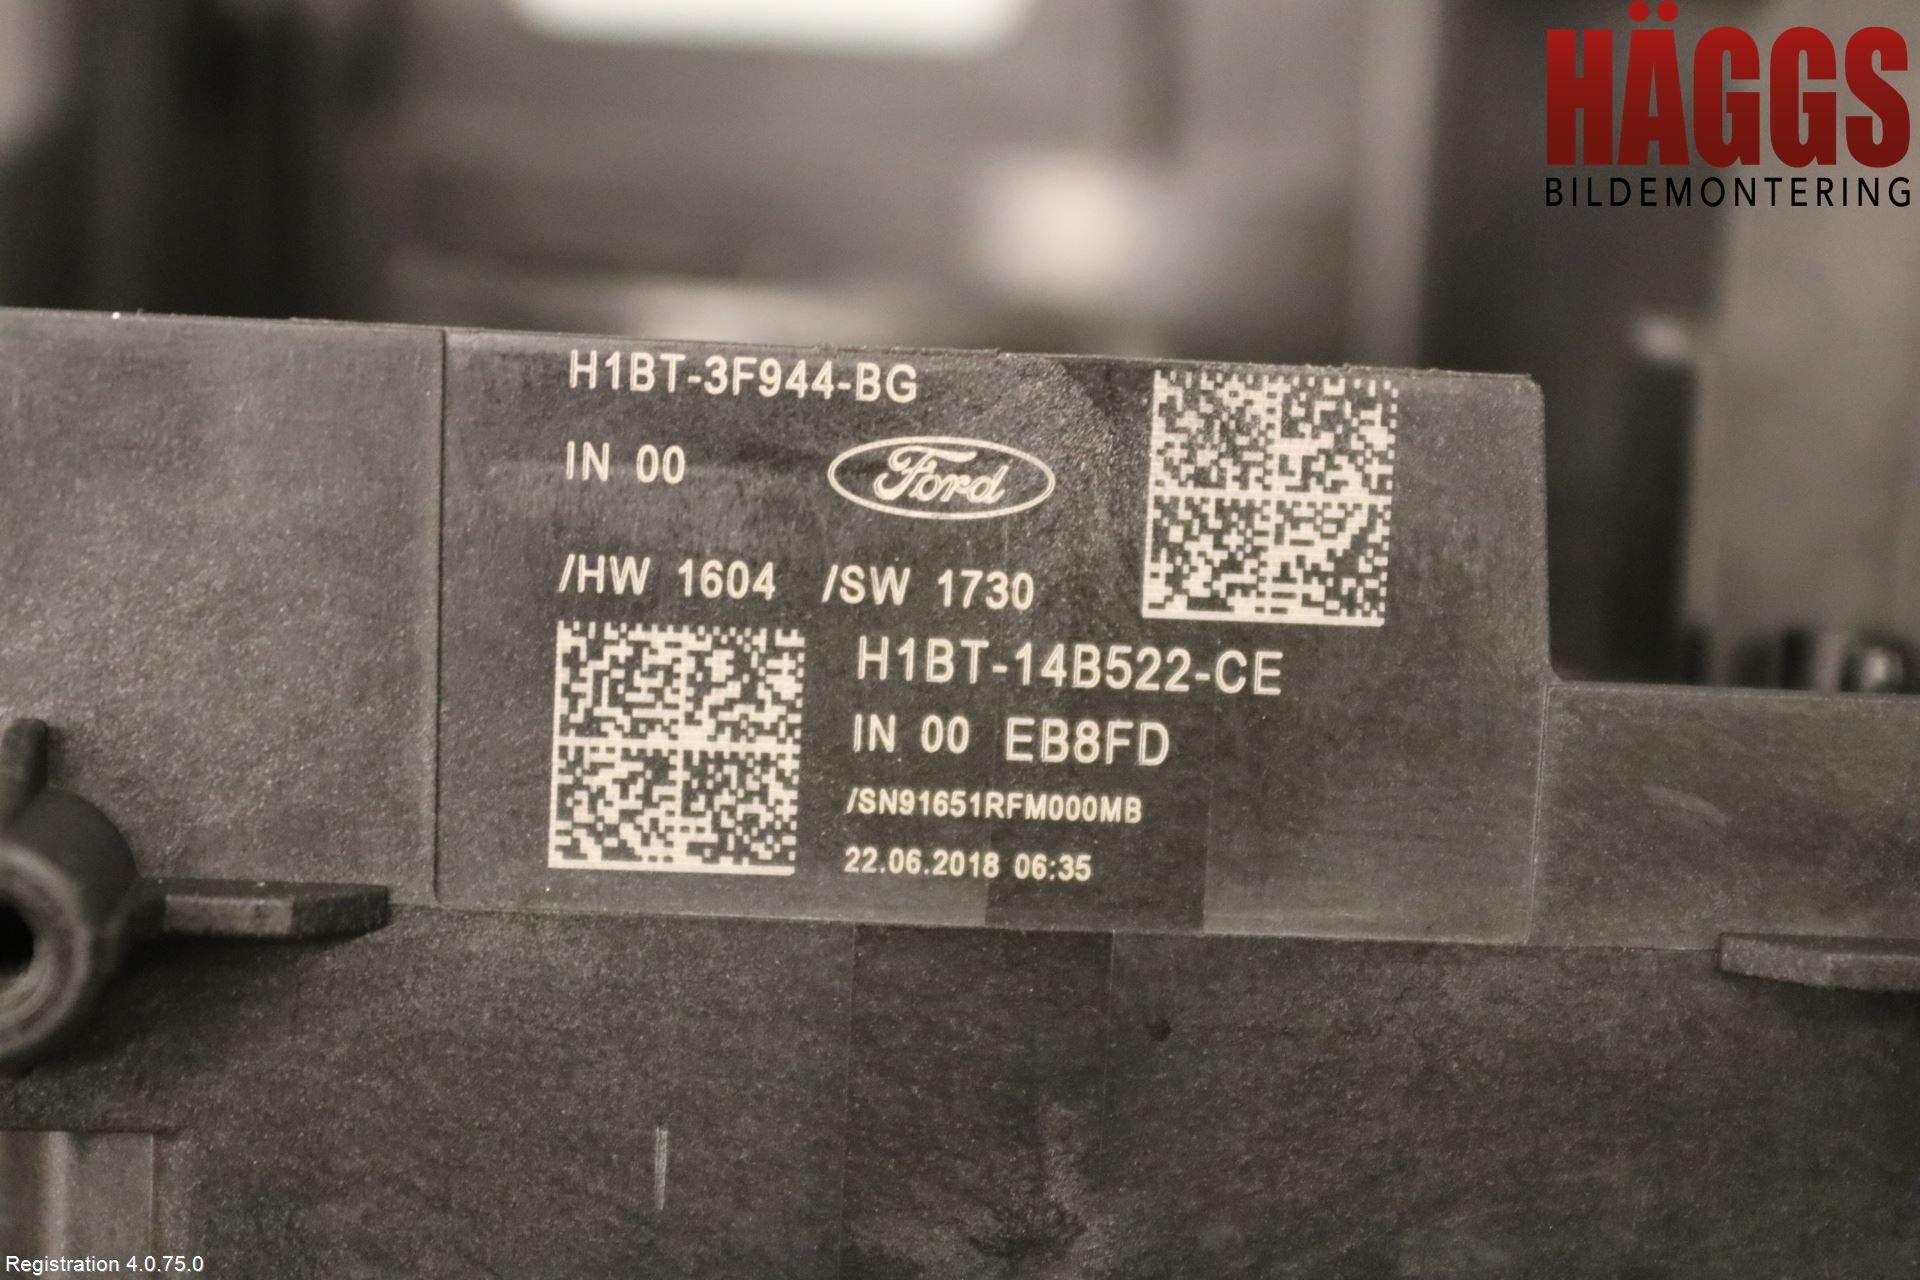 HÄGGS
BILDEMONTERING
H1BT-3F944-BG
IN 00
Ford
/HW 1604 /SW 1730
H1BT-14B522-CE
IN 00 EB8FD
/SN91651RFM000MB
22.06.2018 06:35
Registration 4.0.75.0